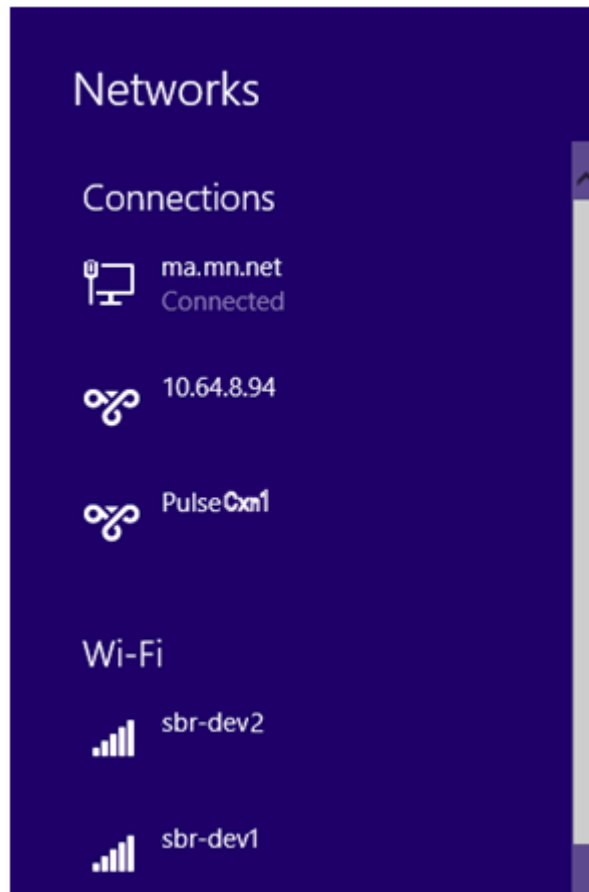 Networks
Connections
ma.mn.net
Connected
10.64.8.94
PulseCxn1
Wi-Fi
sbr-dev2
sbr-dev1